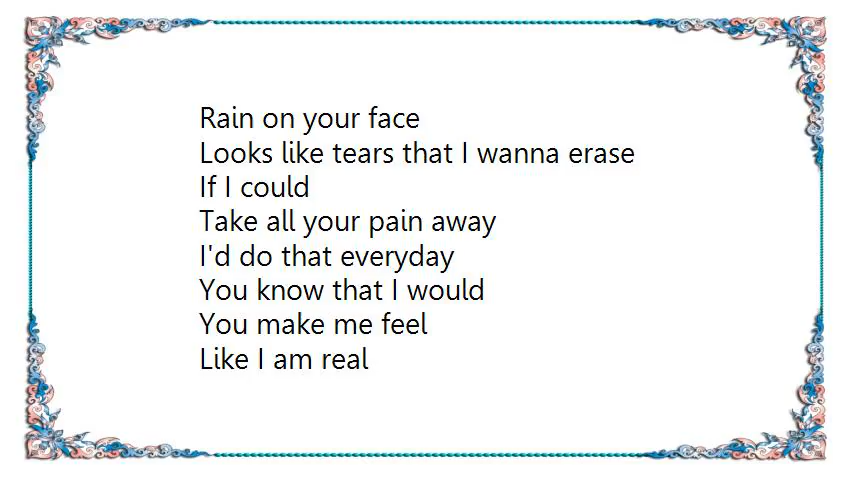 Rain on your face
Looks like tears that I wanna erase
If I could
Take all your pain away
I'd do that everyday
You know that I would
You make me feel
Like I am real